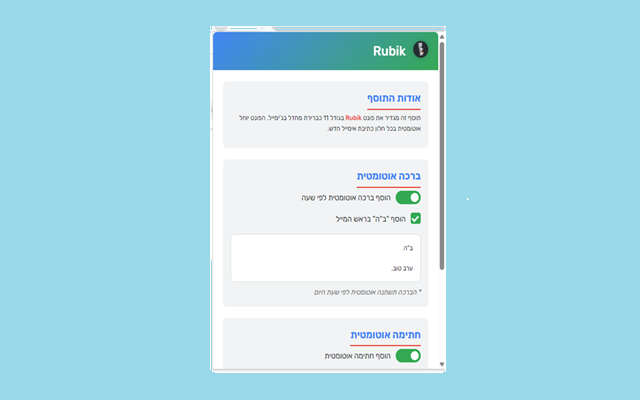 Rubik
אודות התוסף
תוסף זה מגדיר את פונט Rubik בגודל 11 כברירת מחדל בג'ימייל. הפונט יוחל
אוטומטית בכל חלון כתיבת אימייל חדש.
ברכה אוטומטית
הוסף ברכה אוטומטית לפי שעה
הוסף "ב"ה" בראש המייל
ב"ה
ערב טוב.
* הברכה תשתנה אוטומטית לפי שעת היום
חתימה אוטומטית
הוסף חתימה אוטומטית